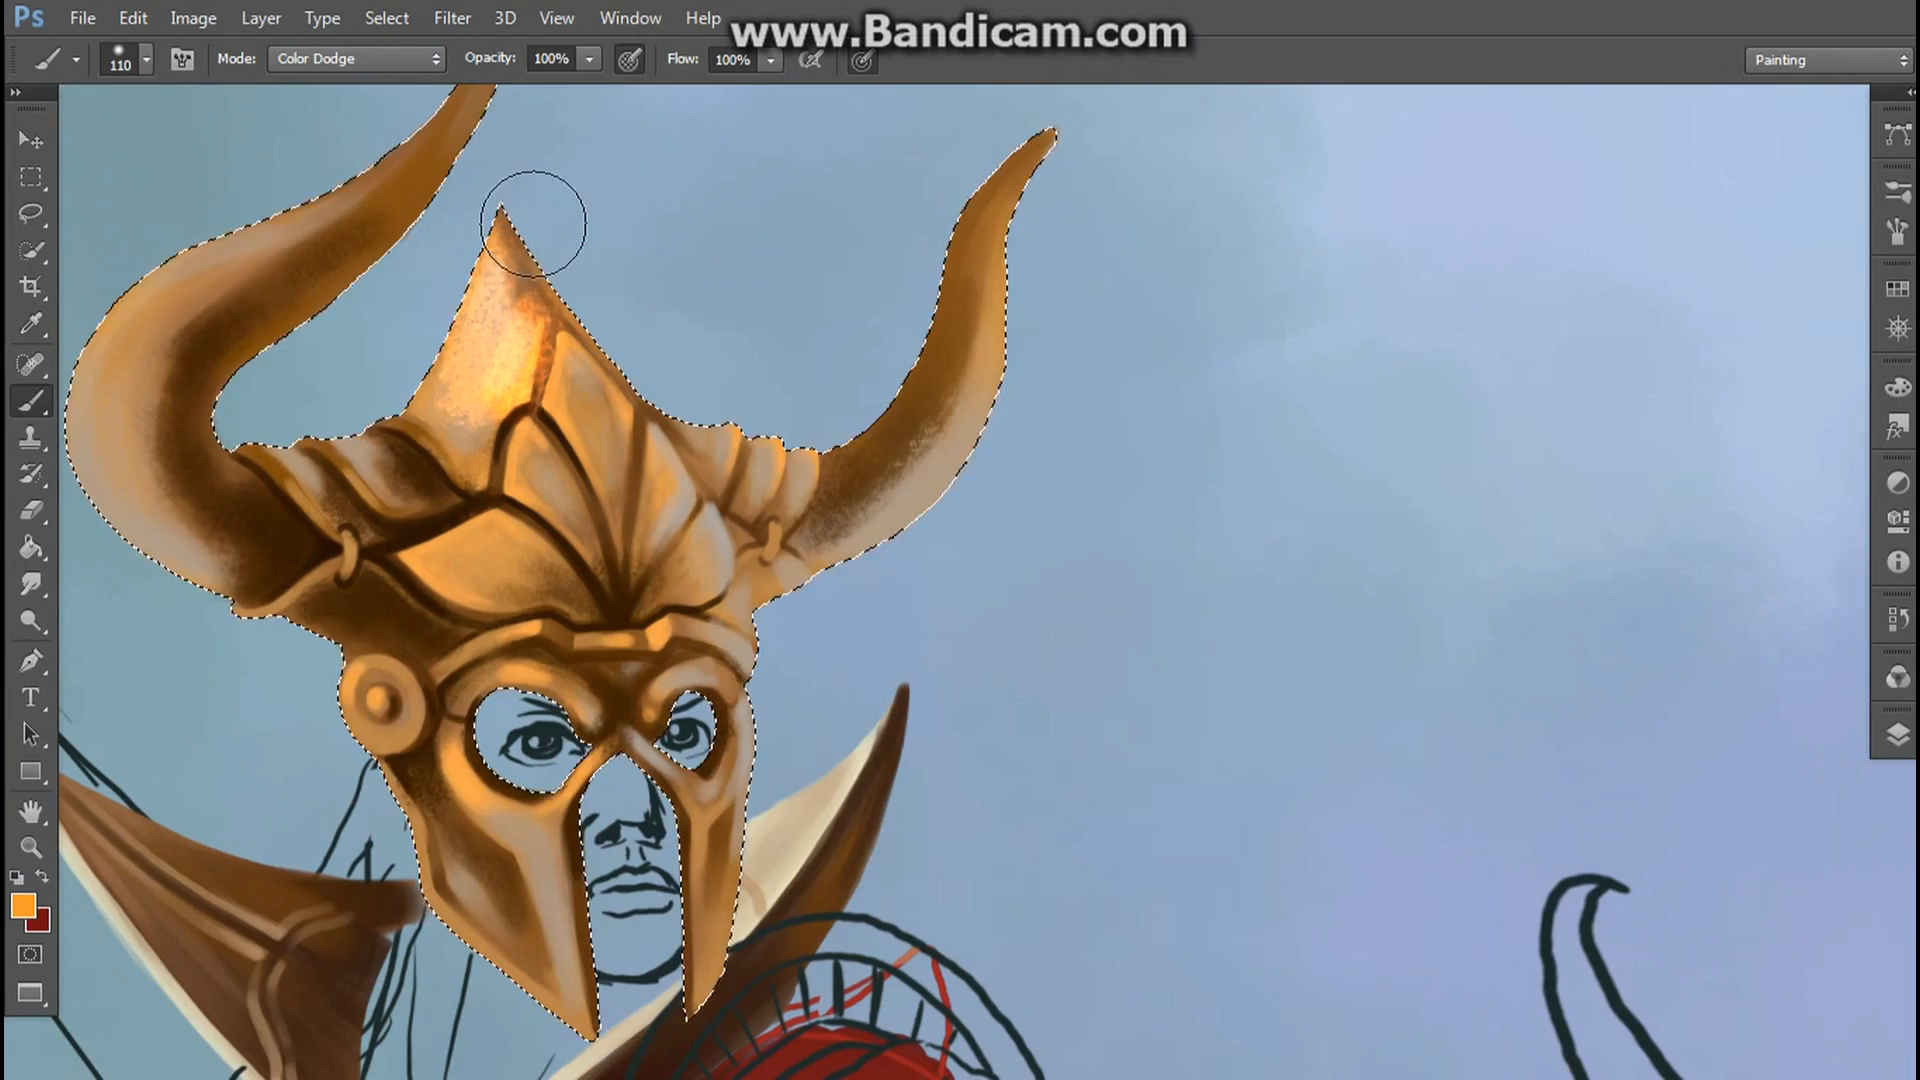 Ps File Edit Image Layer Type Select Filter 3D View Window Help
www.Bandicam.com
110 Mode: Color Dodge Opacity: 100% Flow: 100% Painting
T
fx